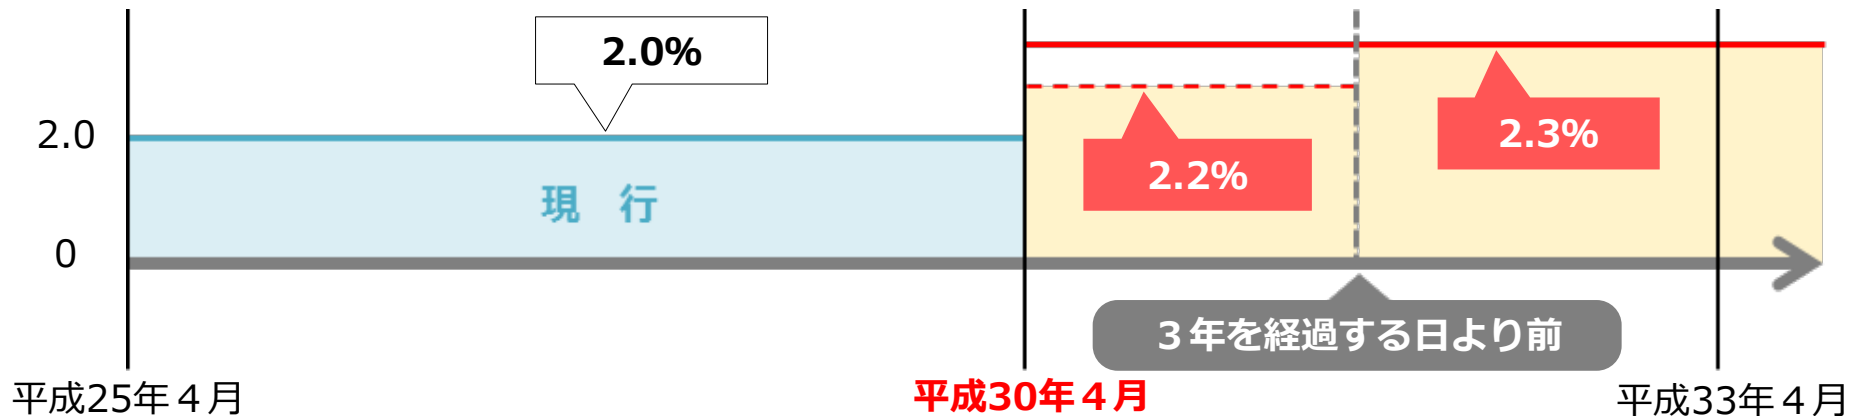 2.0%
2.0
2.3%
2.2%
現　行
0
３年を経過する日より前
平成25年４月
平成30年４月
平成33年４月